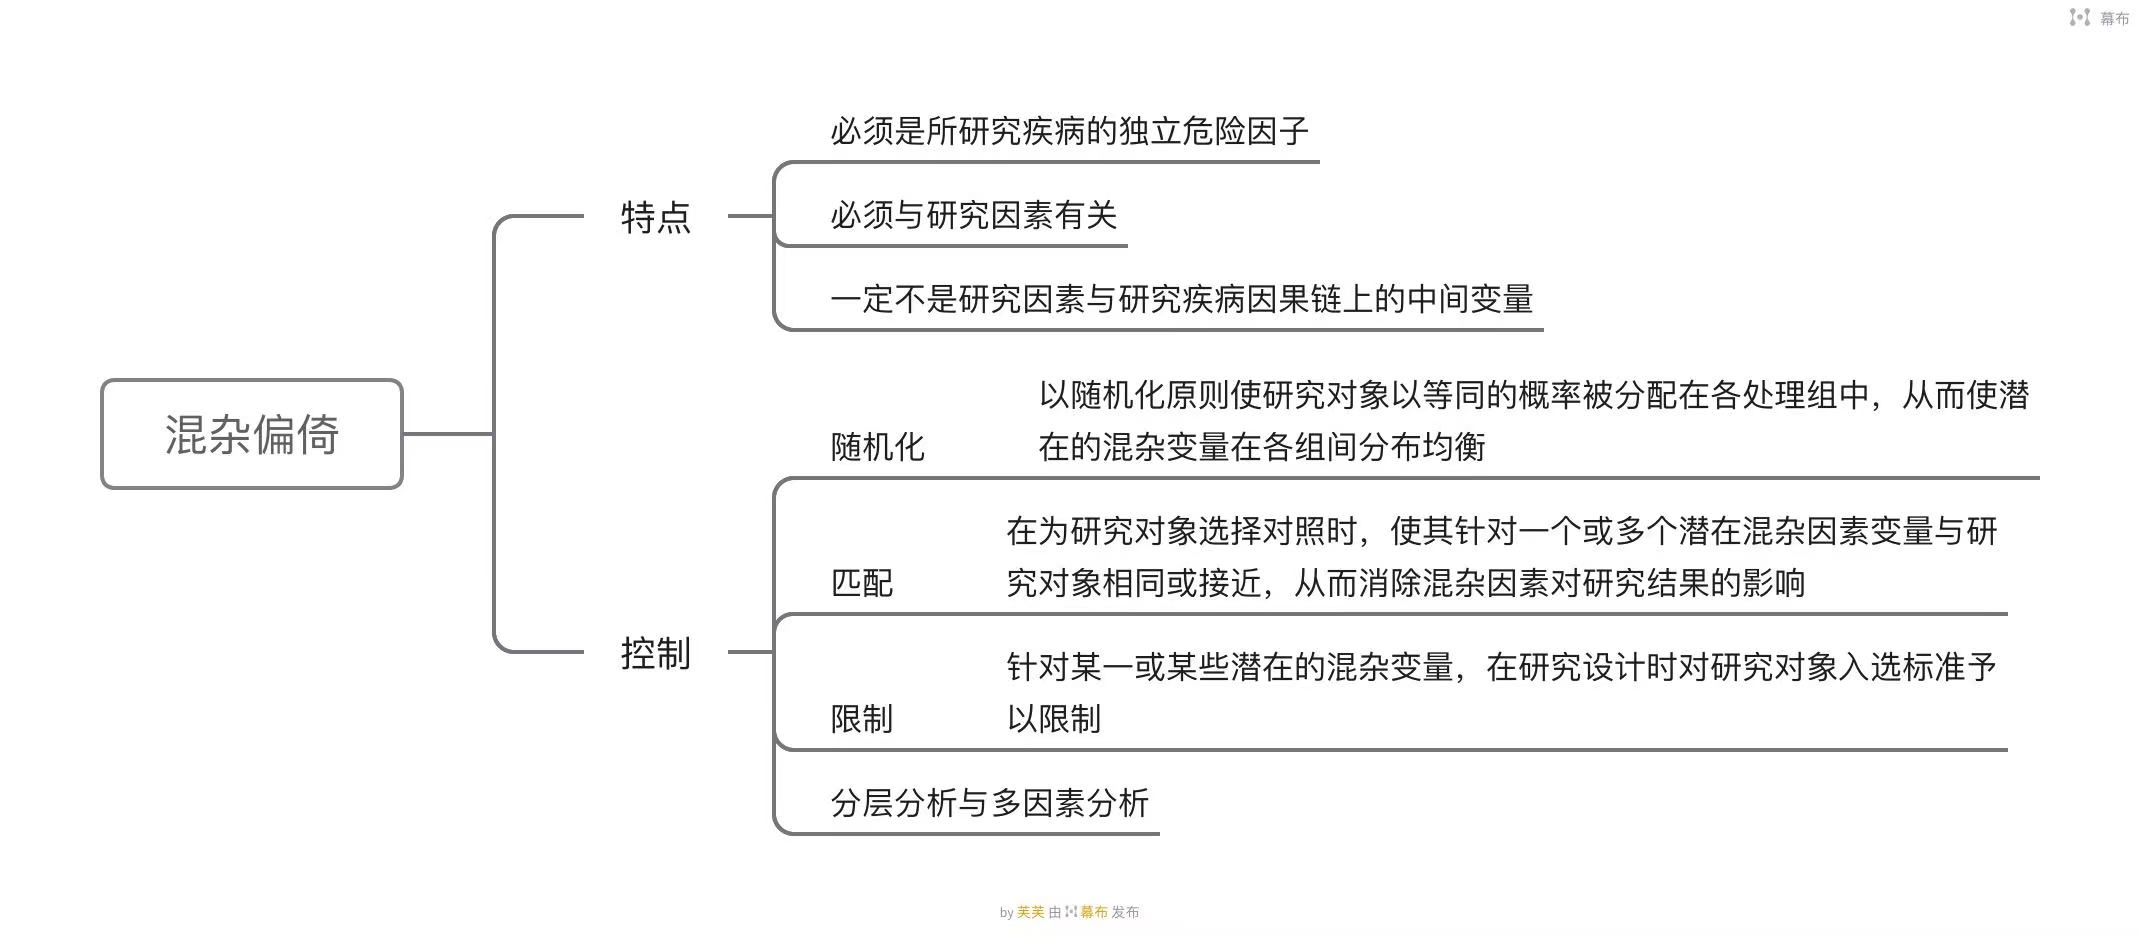 幕布
必须是所研究疾病的独立危险因子
特点
必须与研究因素有关
一定不是研究因素与研究疾病因果链上的中间变量
混杂偏倚
以随机化原则使研究对象以等同的概率被分配在各处理组中，从而使潜
随机化 在的混杂变量在各组间分布均衡
在为研究对象选择对照时，使其针对一个或多个潜在混杂因素变量与研
匹配 究对象相同或接近，从而消除混杂因素对研究结果的影响
控制
针对某一或某些潜在的混杂变量，在研究设计时对研究对象入选标准予
限制 以限制
分层分析与多因素分析
by 芙芙 由 幕布 发布